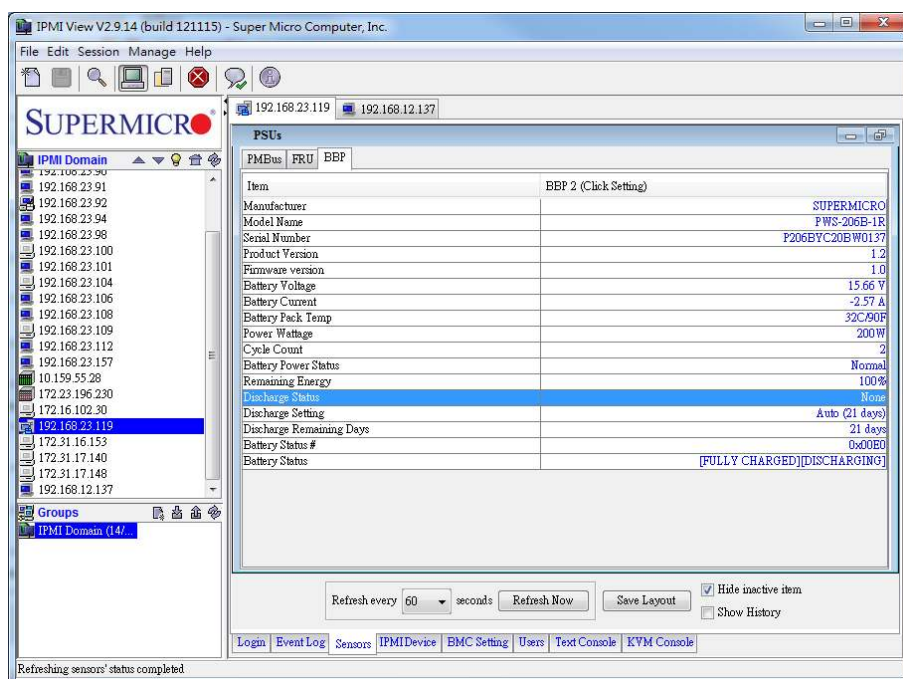 IPMI View V2.9.14 (build 121115) - Super Micro Computer, Inc.
File Edit Session Manage Help
SUPERMICRO
192.168.23.119 192.168.12.137
PSUs
PMBus FRU BBP
IPMI Domain
192.168.23.90
192.168.23.91
192.168.23.92
192.168.23.94
192.168.23.98
192.168.23.100
192.168.23.101
192.168.23.104
192.168.23.106
192.168.23.108
192.168.23.109
192.168.23.112
192.168.23.157
10.159.55.28
172.23.196.230
172.16.102.30
192.168.23.119
172.31.16.153
172.31.17.140
172.31.17.148
192.168.12.137
Groups
IPMI Domain (14/...
Item BBP 2 (Click Setting)
Manufacturer SUPERMICRO
Model Name PWS-206B-1R
Serial Number P206BYC20BW0137
Product Version 1.2
Firmware version 1.0
Battery Voltage 15.66 V
Battery Current -2.57 A
Battery Pack Temp 32C/90F
Power Wattage 200 W
Cycle Count 2
Battery Power Status Normal
Remaining Energy 100%
Discharge Status None
Discharge Setting Auto (21 days)
Discharge Remaining Days 21 days
Battery Status # 0x00E0
Battery Status [FULLY CHARGED][DISCHARGING]
Refresh every 60 seconds Refresh Now Save Layout
Hide inactive item
Show History
Login Event Log Sensors IPMI Device BMC Setting Users Text Console KVM Console
Refreshing sensors' status completed